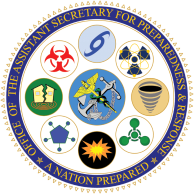 OFFICE OF THE ASSISTANT SECRETARY FOR PREPAREDNESS & RESPONSE
A NATION PREPARED